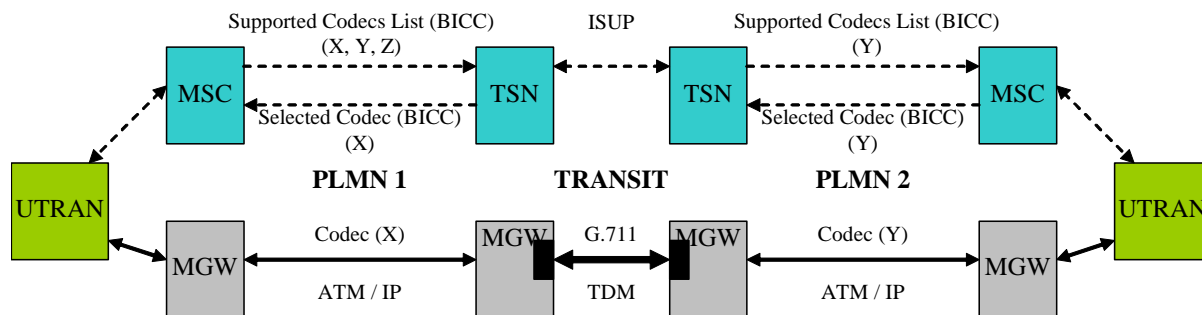 Supported Codecs List (BICC)
(X, Y, Z)
ISUP
Supported Codecs List (BICC)
(Y)
MSC
TSN
TSN
MSC
Selected Codec (BICC)
(X)
Selected Codec (BICC)
(Y)
PLMN 1
TRANSIT
PLMN 2
UTRAN
UTRAN
MGW
Codec (X)
ATM / IP
MGW
G.711
TDM
MGW
Codec (Y)
ATM / IP
MGW